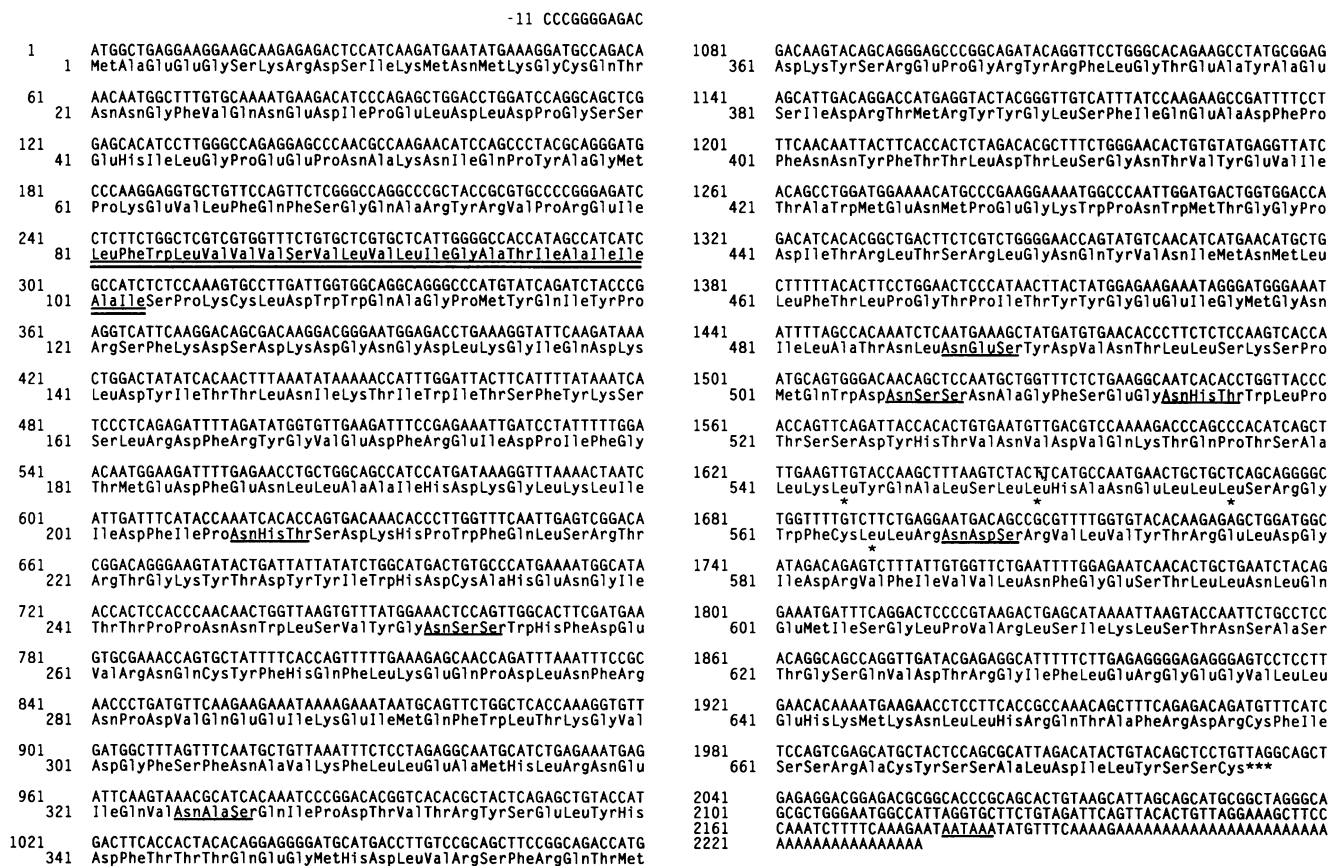 -11 CCCGGGGAGAC
1 ATGGCTGAGGAAGGAAGCAAGAGAGACTCCATCAAGATGAATATGAAAGGATGCCAGACA
1 MetAlaGluGluGlySerLysArgAspSerIleLysMetAsnMetLysGlyCysGlnThr
61 AACAATGGCTTTGTGCAAAATGAAGACATCCCAGAGCTGGACCTGGATCCAGGCAGCTCG
21 AsnAsnGlyPheValGlnAsnGluAspIleProGluLeuAspLeuAspProGlySerSer
121 GAGCACATCCTTGGGCCAGAGGAGCCCAACGCCAAGAACATCCAGCCCTACGCAGGGATG
41 GluHisIleLeuGlyProGluGluProAsnAlaLysAsnIleGlnProTyrAlaGlyMet
181 CCCAAGGAGGTGCTGTTCCAGTTCTCGGGCCAGGCCCGCTACCGCGTGCCCCGGGAGATC
61 ProLysGluValLeuPheGlnPheSerGlyGlnAlaArgTyrArgValProArgGluIle
241 CTCTTCTGGCTCGTCGTGGTTTCTGTGCTCGTGCTCATTGGGGCCACCATAGCCATCATC
81 LeuPheTrpLeuValValValSerValLeuValLeuIleGlyAlaThrIleAlaIleIle
301 GCCATCTCTCCAAAGTGCCTTGATTGGTGGCAGGCAGGGCCCATGTATCAGATCTACCCG
101 AlaIleSerProLysCysLeuAspTrpTrpGlnAlaGlyProMetTyrGlnIleTyrPro
361 AGGTCATTCAAGGACAGCGACAAGGACGGGAATGGAGACCTGAAAGGTATTCAAGATAAA
121 ArgSerPheLysAspSerAspLysAspGlyAsnGlyAspLeuLysGlyIleGlnAspLys
421 CTGGACTATATCACAACTTTAAATATAAAAACCATTTGGATTACTTCATTTTATAAATCA
141 LeuAspTyrIleThrThrLeuAsnIleLysThrIleTrpIleThrSerPheTyrLysSer
481 TCCCTCAGAGATTTTAGATATGGTGTTGAAGATTTCCGAGAAATTGATCCTATTTTTGGA
161 SerLeuArgAspPheArgTyrGlyValGluAspPheArgGluIleAspProIlePheGly
541 ACAATGGAAGATTTTGAGAACCTGCTGGCAGCCATCCATGATAAAGGTTTAAAACTAATC
181 ThrMetGluAspPheGluAsnLeuLeuAlaAlaIleHisAspLysGlyLeuLysLeuIle
601 ATTGATTTCATACCAAATCACACCAGTGACAAACACCCTTGGTTTCAATTGAGTCGGACA
201 IleAspPheIleProAsnHisThrSerAspLysHisProTrpPheGlnLeuSerArgThr
661 CGGACAGGGAAGTATACTGATTATTATATCTGGCATGACTGTGCCCATGAAAATGGCATA
221 ArgThrGlyLysTyrThrAspTyrTyrIleTrpHisAspCysAlaHisGluAsnGlyIle
721 ACCACTCCACCCAACAACTGGTTAAGTGTTTATGGAAACTCCAGTTGGCACTTCGATGAA
241 ThrThrProProAsnAsnTrpLeuSerValTyrGlyAsnSerSerTrpHisPheAspGlu
781 GTGCGAAACCAGTGCTATTTTCACCAGTTTTTGAAAGAGCAACCAGATTTAAATTTCCGC
261 ValArgAsnGlnCysTyrPheHisGlnPheLeuLysGluGlnProAspLeuAsnPheArg
841 AACCCTGATGTTCAAGAAGAAATAAAAGAAATAATGCAGTTCTGGCTCACCAAAGGTGTT
281 AsnProAspValGlnGluGluIleLysGluIleMetGlnPheTrpLeuThrLysGlyVal
901 GATGGCTTTAGTTTCAATGCTGTTAAATTTCTCCTAGAGGCAATGCATCTGAGAAATGAG
301 AspGlyPheSerPheAsnAlaValLysPheLeuLeuGluAlaMetHisLeuArgAsnGlu
961 ATTCAAGTAAACGCATCACAAATCCCGGACACGGTCACACGCTACTCAGAGCTGTACCAT
321 IleGlnValAsnAlaSerGlnIleProAspThrValThrArgTyrSerGluLeuTyrHis
1021 GACTTCACCACTACACAGGAGGGGATGCATGACCTTGTCCGCAGCTTCCGGCAGACCATG
341 AspPheThrThrThrGlnGluGlyMetHisAspLeuValArgSerPheArgGlnThrMet
1081 GACAAGTACAGCAGGGAGCCCGGCAGATACAGGTTCCTGGGCACAGAAGCCTATGCGGAG
361 AspLysTyrSerArgGluProGlyArgTyrArgPheLeuGlyThrGluAlaTyrAlaGlu
1141 AGCATTGACAGGACCATGAGGTACTACGGGTTGTCATTTATCCAAGAAGCCGATTTTCCT
381 SerIleAspArgThrMetArgTyrTyrGlyLeuSerPheIleGlnGluAlaAspPhePro
1201 TTCAACAATTACTTCACCACTCTAGACACGCTTTCTGGGAACACTGTGTATGAGGTTATC
401 PheAsnAsnTyrPheThrThrLeuAspThrLeuSerGlyAsnThrValTyrGluValIle
1261 ACAGCCTGGATGGAAAACATGCCCGAAGGAAAATGGCCCAATTGGATGACTGGTGGACCA
421 ThrAlaTrpMetGluAsnMetProGluGlyLysTrpProAsnTrpMetThrGlyGlyPro
1321 GACATCACACGGCTGACTTCTCGTCTGGGGAACCAGTATGTCAACATCATGAACATGCTG
441 AspIleThrArgLeuThrSerArgLeuGlyAsnGlnTyrValAsnIleMetAsnMetLeu
1381 CTTTTTACACTTCCTGGAACTCCCATAACTTACTATGGAGAAGAAATAGGGATGGGAAAT
461 LeuPheThrLeuProGlyThrProIleThrTyrTyrGlyGluGluIleGlyMetGlyAsn
1441 ATTTTAGCCACAAATCTCAATGAAAGCTATGATGTGAACACCCTTCTCTCCAAGTCACCA
481 IleLeuAlaThrAsnLeuAsnGluSerTyrAspValAsnThrLeuLeuSerLysSerPro
1501 ATGCAGTGGGACAACAGCTCCAATGCTGGTTTCTCTGAAGGCAATCACACCTGGTTACCC
501 MetGlnTrpAspAsnSerSerAsnAlaGlyPheSerGluGlyAsnHisThrTrpLeuPro
1561 ACCAGTTCAGATTACCACACTGTGAATGTTGACGTCCAAAAGACCCAGCCCACATCAGCT
521 ThrSerSerAspTyrHisThrValAsnValAspValGlnLysThrGlnProThrSerAla
1621 TTGAAGTTGTACCAAGCTTTAAGTCTACTTCATGCCAATGAACTGCTGCTCAGCAGGGGC
541 LeuLysLeuTyrGlnAlaLeuSerLeuLeuHisAlaAsnGluLeuLeuLeuSerArgGly
* * *
1681 TGGTTTTGTCTTCTGAGGAATGACAGCCGCGTTTTGGTGTACACAAGAGAGCTGGATGGC
561 TrpPheCysLeuLeuArgAsnAspSerArgValLeuValTyrThrArgGluLeuAspGly
*
1741 ATAGACAGAGTCTTTATTGTGGTTCTGAATTTTGGAGAATCAACACTGCTGAATCTACAG
581 IleAspArgValPheIleValValLeuAsnPheGlyGluSerThrLeuLeuAsnLeuGln
1801 GAAATGATTTCAGGACTCCCCGTAAGACTGAGCATAAAATTAAGTACCAATTCTGCCTCC
601 GluMetIleSerGlyLeuProValArgLeuSerIleLysLeuSerThrAsnSerAlaSer
1861 ACAGGCAGCCAGGTTGATACGAGAGGCATTTTTCTTGAGAGGGGAGAGGGAGTCCTCCTT
621 ThrGlySerGlnValAspThrArgGlyIlePheLeuGluArgGlyGluGlyValLeuLeu
1921 GAACACAAAATGAAGAACCTCCTTCACCGCCAAACAGCTTTCAGAGACAGATGTTTCATC
641 GluHisLysMetLysAsnLeuLeuHisArgGlnThrAlaPheArgAspArgCysPheIle
1981 TCCAGTCGAGCATGCTACTCCAGCGCATTAGACATACTGTACAGCTCCTGTTAGGCAGCT
661 SerSerArgAlaCysTyrSerSerAlaLeuAspIleLeuTyrSerSerCys***
2041 GAGAGGACGGAGACGCGGCACCCGCAGCACTGTAAGCATTAGCAGCATGCGGCTAGGGCA
2101 GCGCTGGGAATGGCCATTAGGTGCTTCTGTAGATTCAGTTACACTGTTAGGAAAGCTTCC
2161 CAAATCTTTTCAAAGAATAATAAATATGTTTCAAAAGAAAAAAAAAAAAAAAAAAAAAAA
2221 AAAAAAAAAAAAAAAA